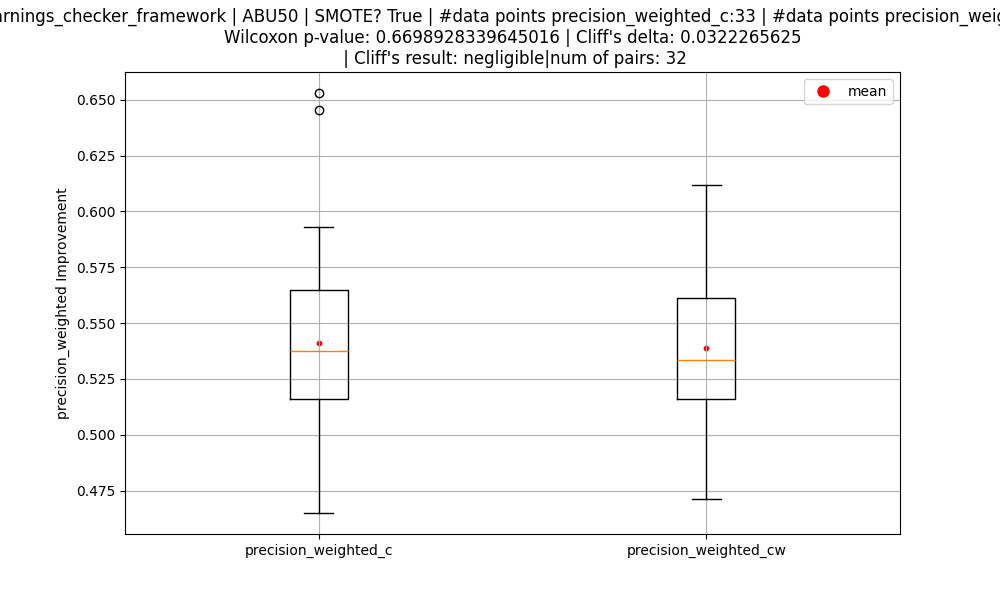 rnings_checker_framework | ABU50 | SMOTE? True | #data points precision_weighted_c:33 | #data points precision_weig
Wilcoxon p-value: 0.6698928339645016 | Cliff's delta: 0.0322265625
| Cliff's result: negligible|num of pairs: 32
mean
0.650
0.625
0.600
0.575
0.550
0.525
0.500
0.475
precision_weighted Improvement
precision_weighted_c
precision_weighted_cw